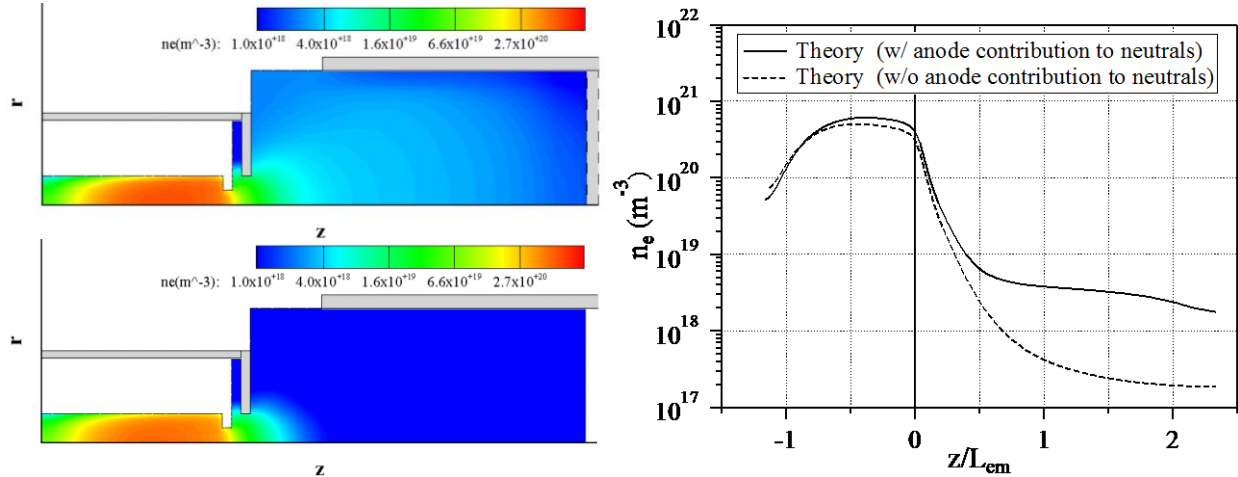 ne(m^-3): 1.0x10+18 4.0x10+18 1.6x10+19 6.6x10+19 2.7x10+20
r
z
ne(m^-3): 1.0x10+18 4.0x10+18 1.6x10+19 6.6x10+19 2.7x10+20
r
z
Theory (w/ anode contribution to neutrals)
Theory (w/o anode contribution to neutrals)
10^22
10^21
10^20
10^19
10^18
10^17
n_e (m^-3)
-1 0 1 2
z/L_em